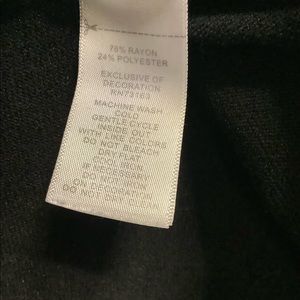 76% RAYON
24% POLYESTER
EXCLUSIVE OF
DECORATION
RN73163
MACHINE WASH
COLD
GENTLE CYCLE
INSIDE OUT
WITH LIKE COLORS
DO NOT BLEACH
DRY FLAT
COOL IRON
IF NECESSARY
DO NOT IRON
ON DECORATION
DO NOT DRY CLEAN